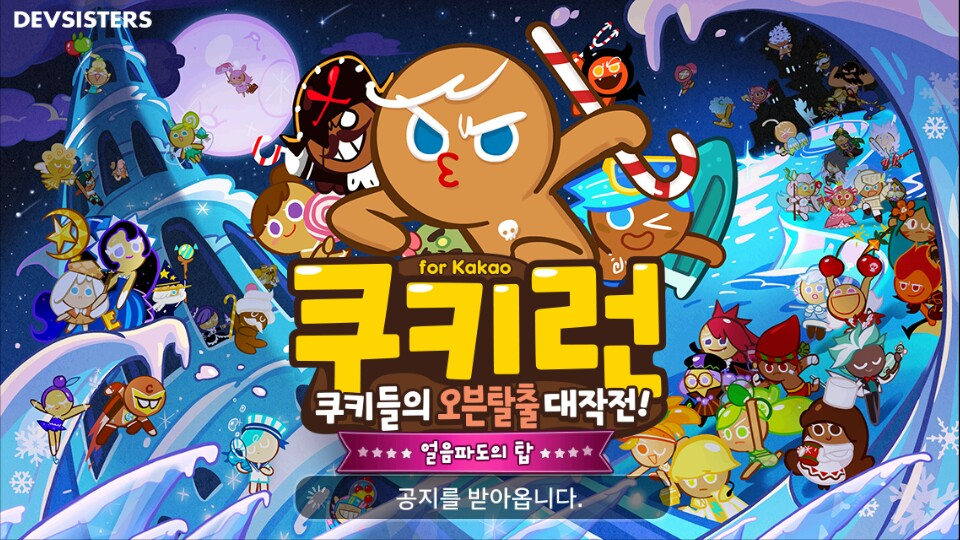 DEVSISTERS
for Kakao
쿠키런
쿠키들의 오븐탈출 대작전!
얼음파도의 탑
공지를 받아옵니다.